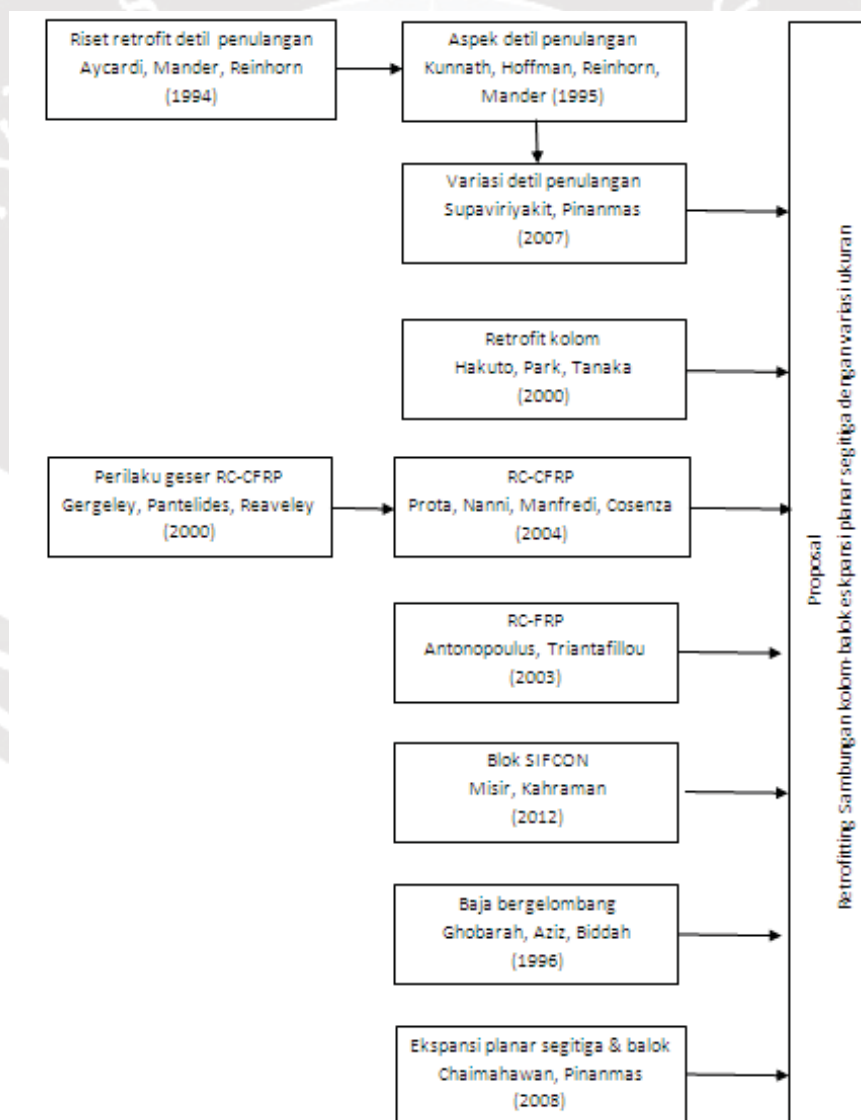 Riset retrofit detil penulangan
Aycardi, Mander, Reinhorn
(1994)
Aspek detil penulangan
Kunnath, Hoffman, Reinhorn,
Mander (1995)
Variasi detil penulangan
Supaviriyakit, Pinanmas
(2007)
Retrofit kolom
Hakuto, Park, Tanaka
(2000)
Perilaku geser RC-CFRP
Gergeley, Pantelides, Reaveley
(2000)
RC-CFRP
Prota, Nanni, Manfredi, Cosenza
(2004)
RC-FRP
Antonopoulus, Triantafillou
(2003)
Blok SIFCON
Misir, Kahraman
(2012)
Baja bergelombang
Ghobarah, Aziz, Biddah
(1996)
Ekspansi planar segitiga & balok
Chaimahawan, Pinanmas
(2008)
Proposal
Retrofitting Sambungan kolom-balok eskpansi planar segitiga dengan variasi ukuran